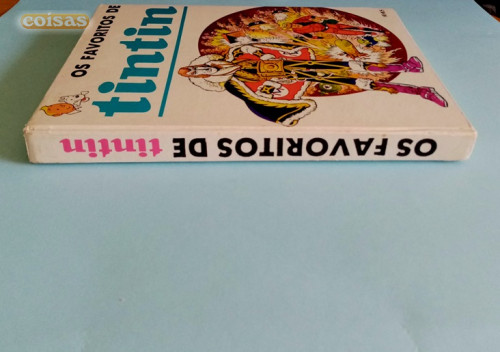 coisas
OS FAVORITOS DE
tintin
OS FAVORITOS DE tintin